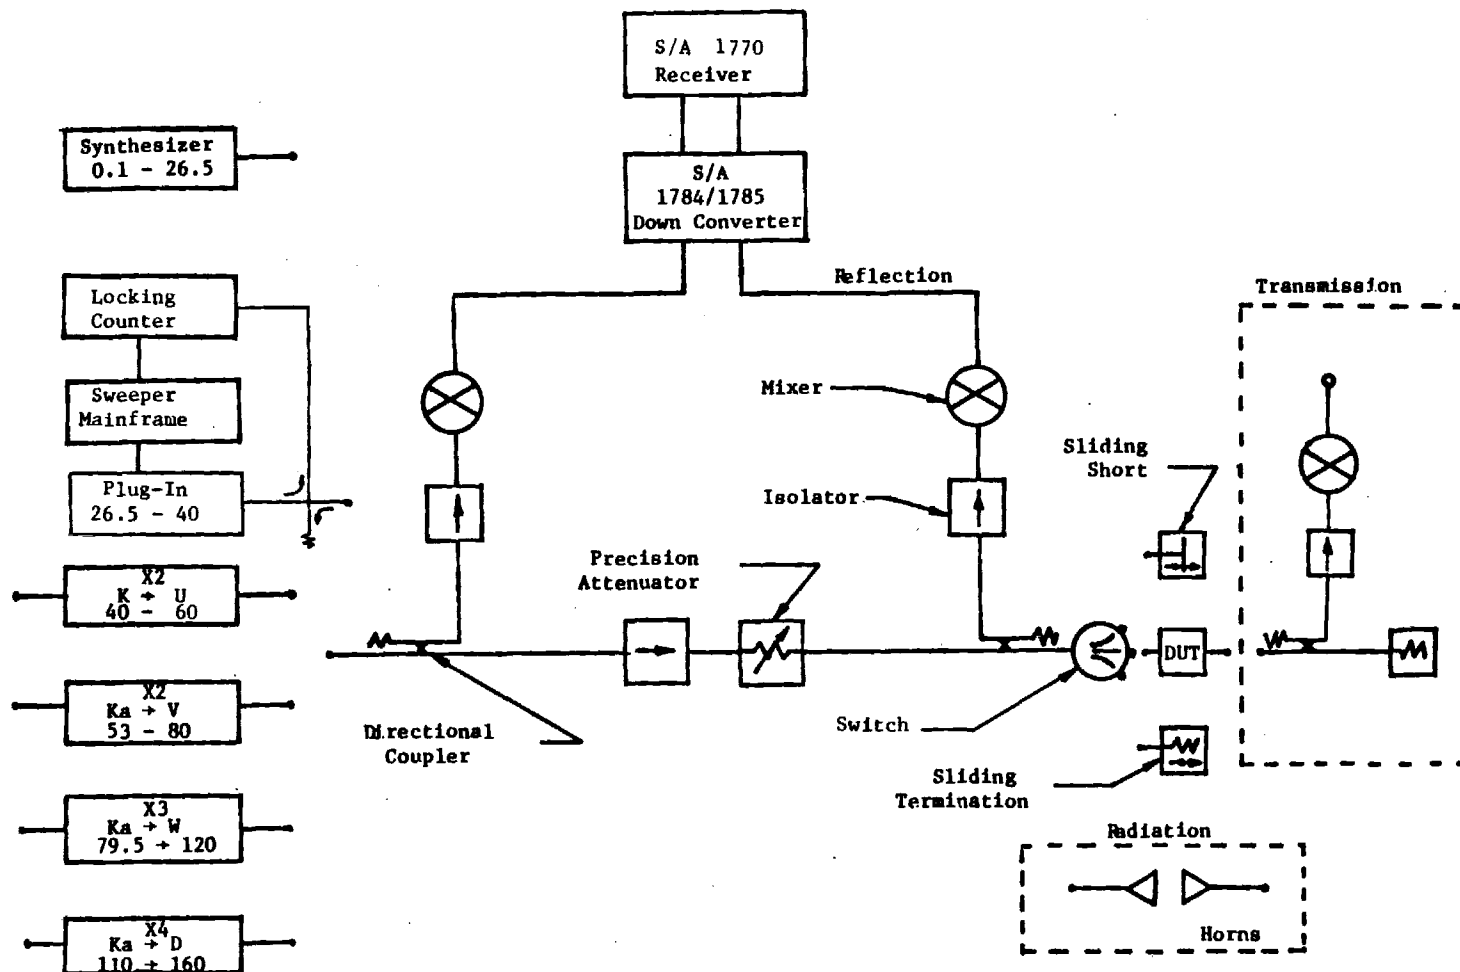 S/A 1770
Receiver
Synthesizer
0.1 - 26.5
S/A
1784/1785
Down Converter
Reflection
Transmission
Locking
Counter
Sweeper
Mainframe
Mixer
Sliding
Short
Plug-In
26.5 - 40
Isolator
Precision
Attenuator
X2
K → U
40 - 60
DUT
X2
Ka → V
53 - 80
Directional
Coupler
Switch
Sliding
Termination
X3
Ka → W
79.5 → 120
Radiation
Horns
X4
Ka → D
110 → 160